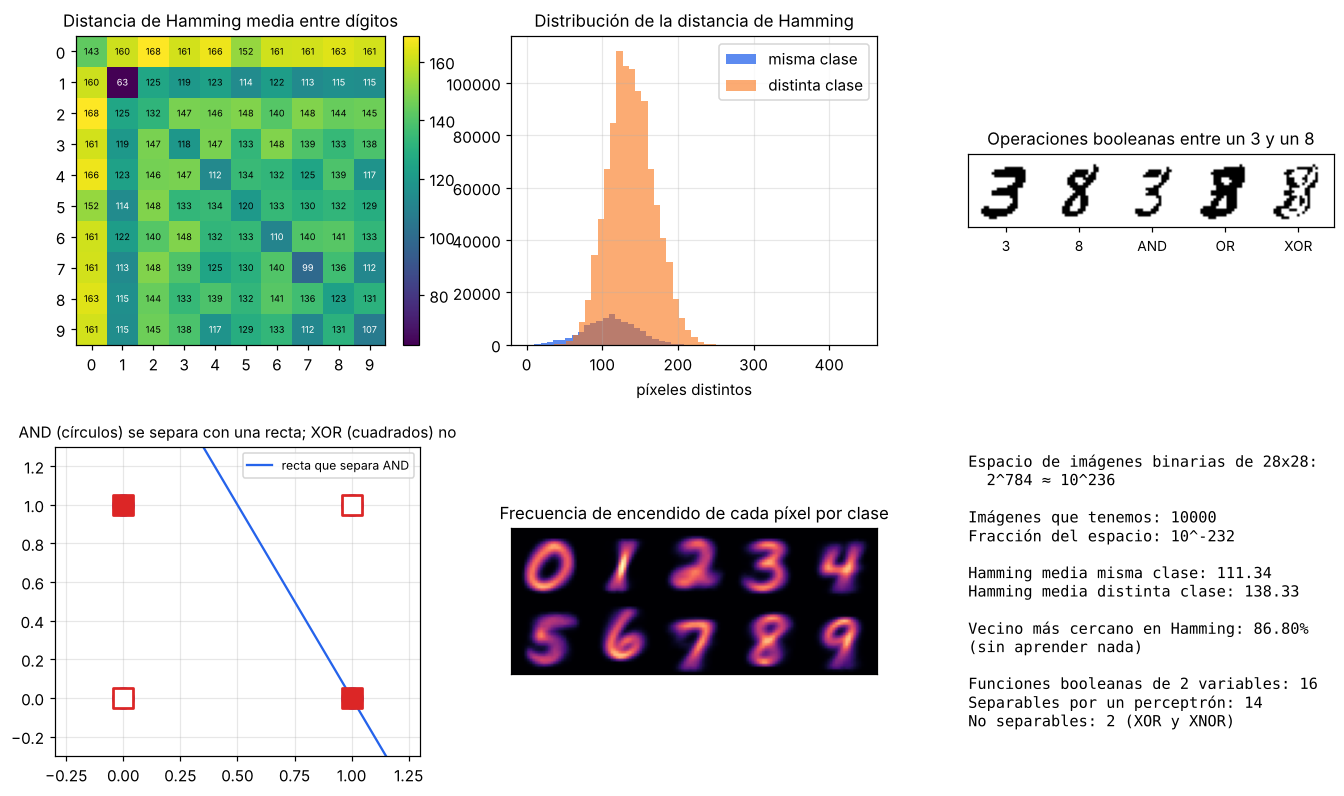 Distancia de Hamming media entre dígitos
0 143 160 168 161 166 152 161 161 163 161
1 160 63 125 119 123 114 122 113 115 115
2 168 125 132 147 146 148 140 148 144 145
3 161 119 147 118 147 133 148 139 133 138
4 166 123 146 147 112 134 132 125 139 117
5 152 114 148 133 134 120 133 130 132 129
6 161 122 140 148 132 133 110 140 141 133
7 161 113 148 139 125 130 140 99 136 112
8 163 115 144 133 139 132 141 136 123 131
9 161 115 145 138 117 129 133 112 131 107
0 1 2 3 4 5 6 7 8 9
160
140
120
100
80
Distribución de la distancia de Hamming
misma clase
distinta clase
100000
80000
60000
40000
20000
0
0 100 200 300 400
píxeles distintos
Operaciones booleanas entre un 3 y un 8
3 8 AND OR XOR
AND (círculos) se separa con una recta; XOR (cuadrados) no
recta que separa AND
1.2
1.0
0.8
0.6
0.4
0.2
0.0
−0.2
−0.25 0.00 0.25 0.50 0.75 1.00 1.25
Frecuencia de encendido de cada píxel por clase
0 1 2 3 4
5 6 7 8 9
Espacio de imágenes binarias de 28x28:
2^784 ≈ 10^236
Imágenes que tenemos: 10000
Fracción del espacio: 10^-232
Hamming media misma clase: 111.34
Hamming media distinta clase: 138.33
Vecino más cercano en Hamming: 86.80%
(sin aprender nada)
Funciones booleanas de 2 variables: 16
Separables por un perceptrón: 14
No separables: 2 (XOR y XNOR)